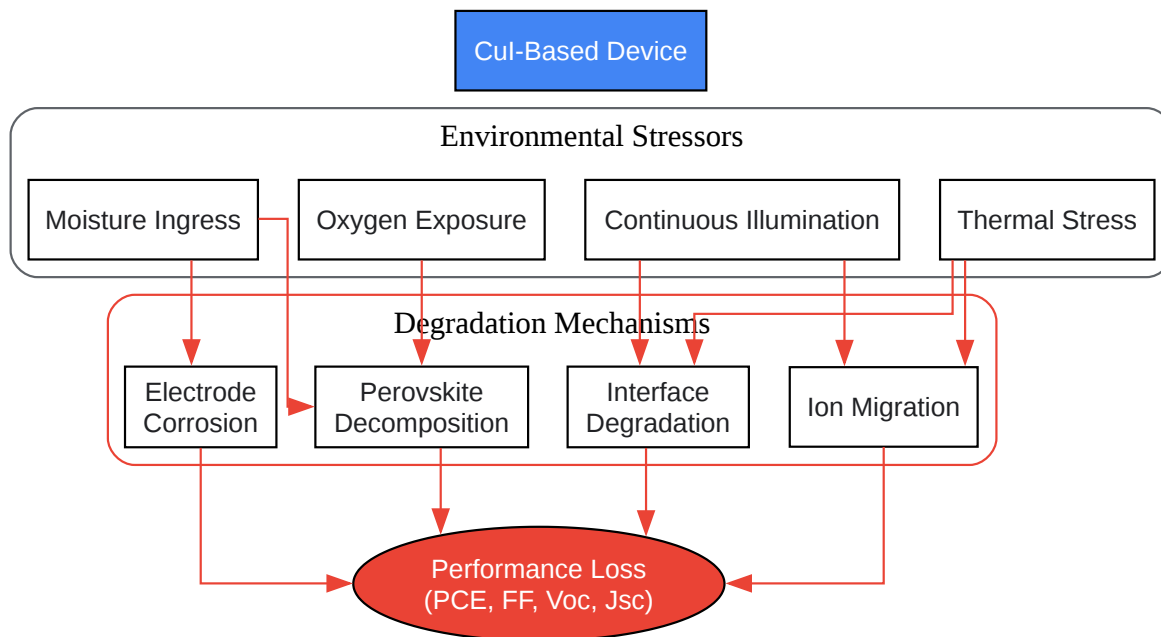 CuI-Based Device
Environmental Stressors
Moisture Ingress
Oxygen Exposure
Continuous Illumination
Thermal Stress
Degradation Mechanisms
Electrode
Corrosion
Perovskite
Decomposition
Interface
Degradation
Ion Migration
Performance Loss
(PCE, FF, Voc, Jsc)